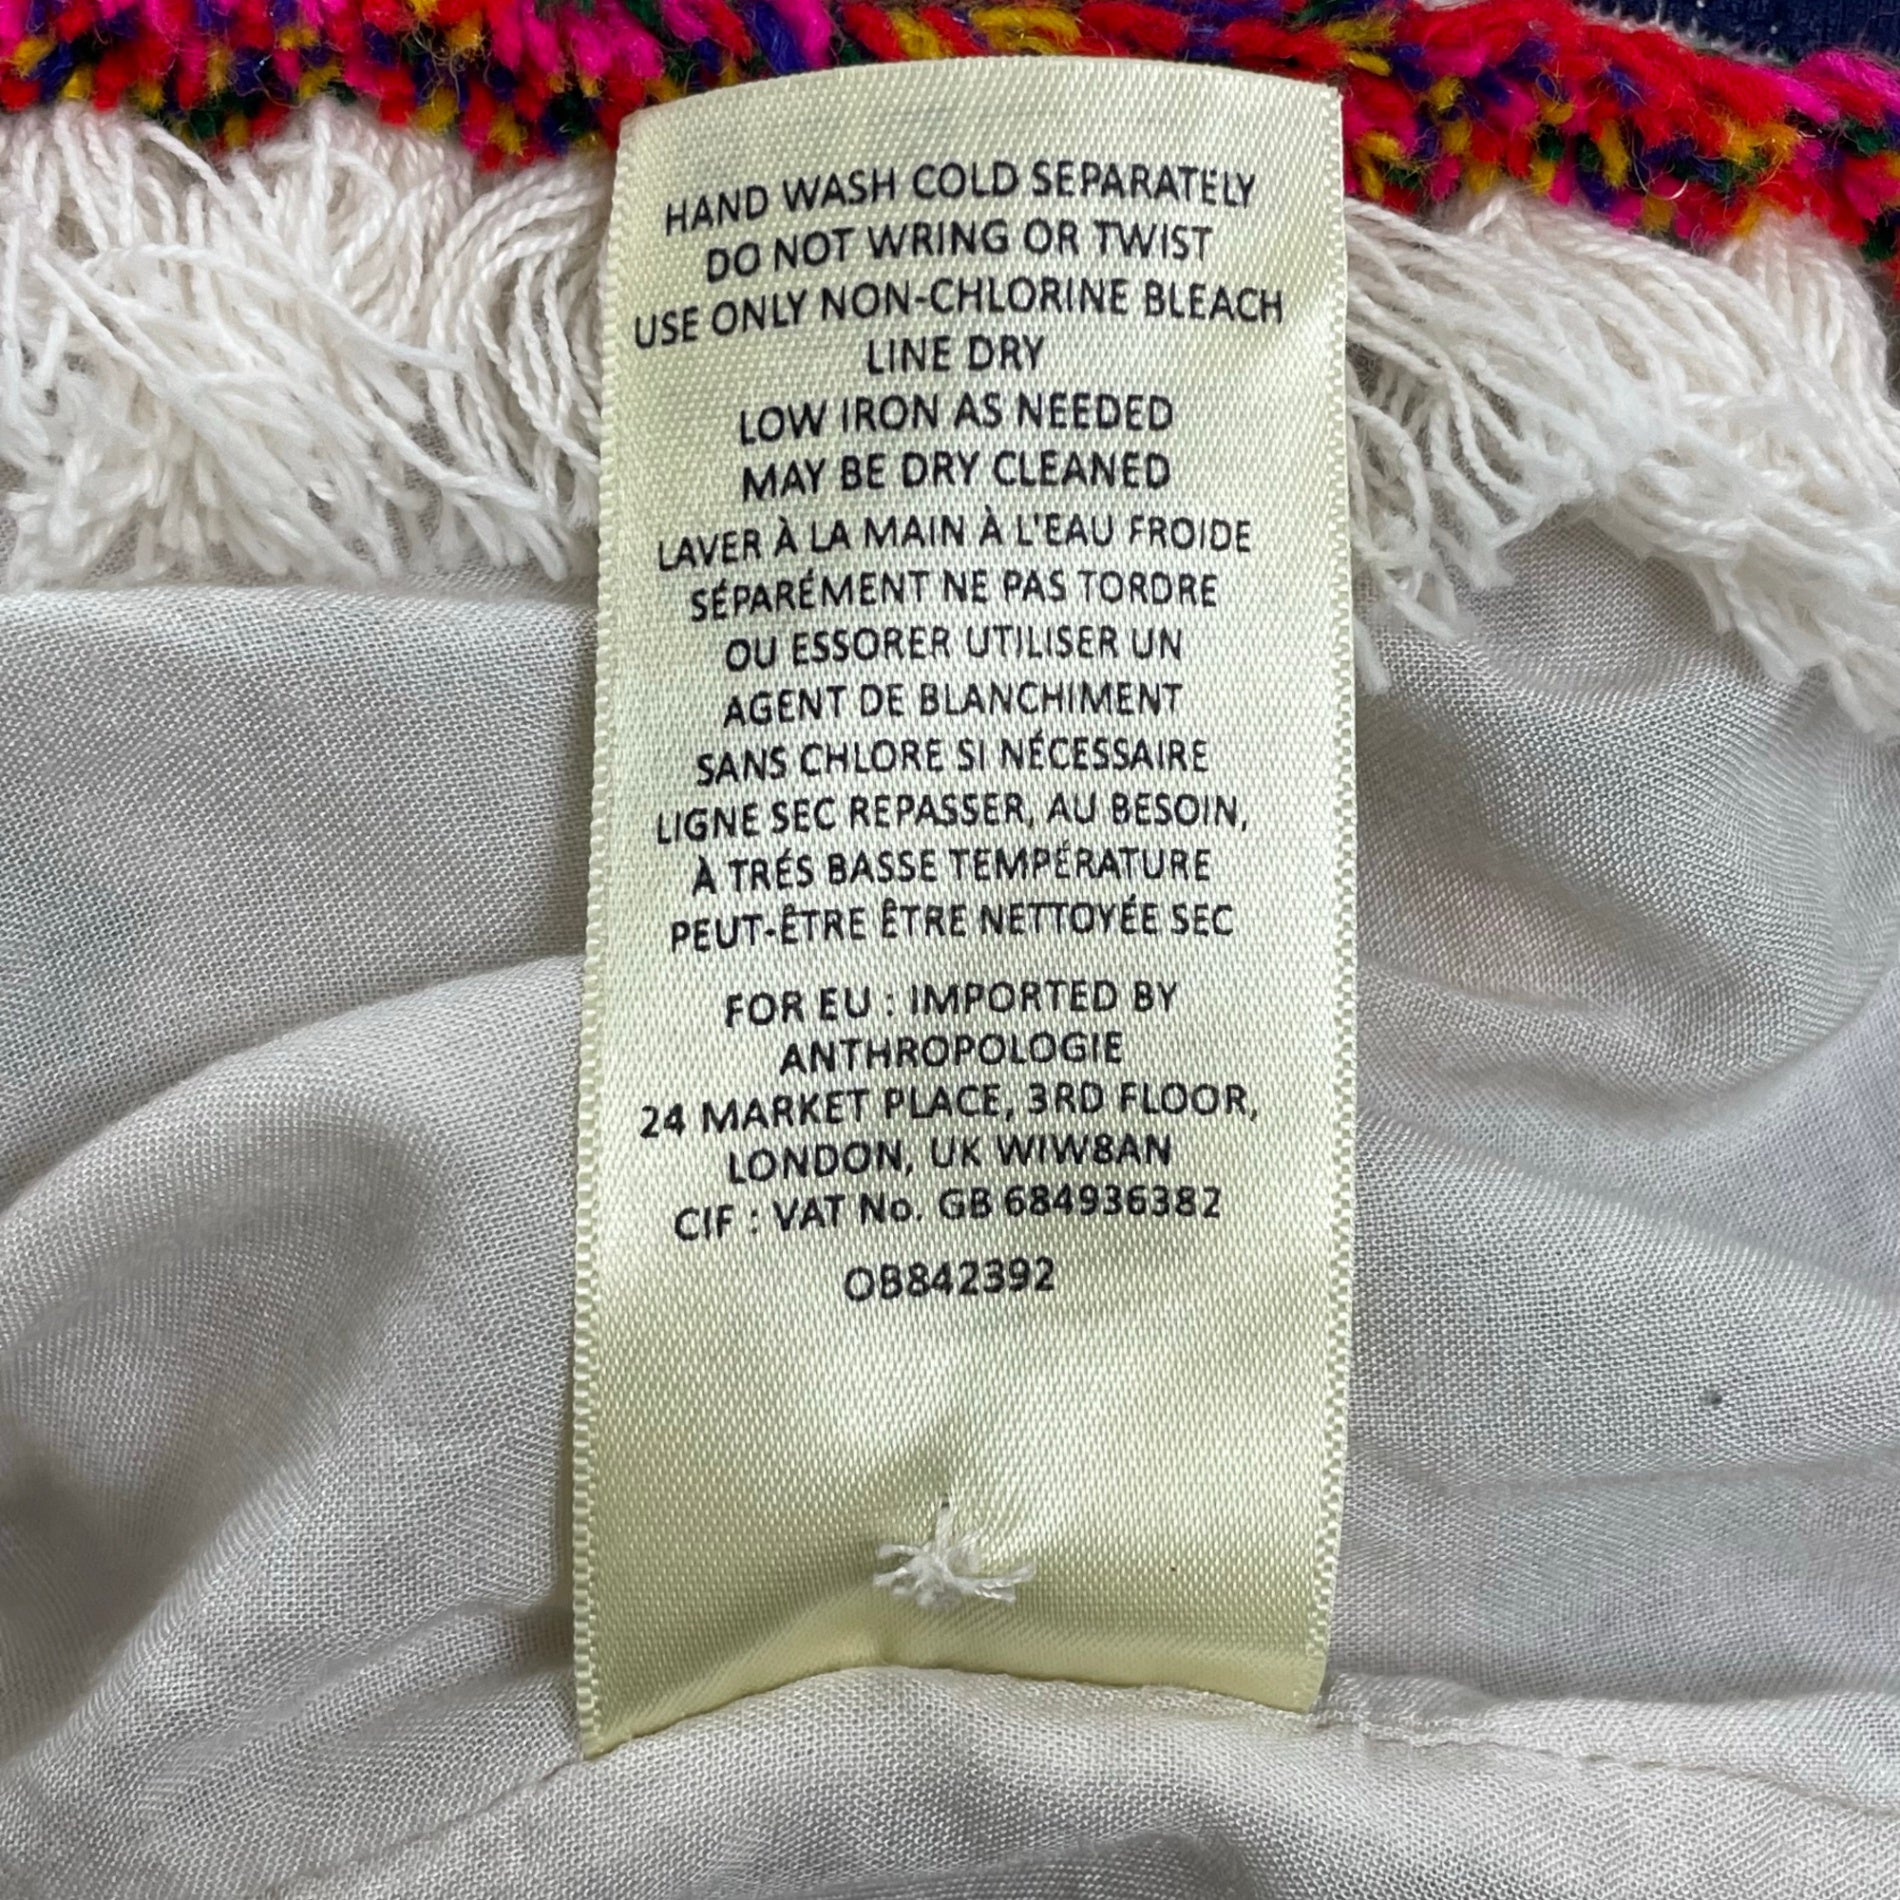 HAND WASH COLD SEPARATELY
DO NOT WRING OR TWIST
USE ONLY NON-CHLORINE BLEACH
LINE DRY
LOW IRON AS NEEDED
MAY BE DRY CLEANED
LAVER À LA MAIN À L'EAU FROIDE
SÉPARÉMENT NE PAS TORDRE
OU ESSORER UTILISER UN
AGENT DE BLANCHIMENT
SANS CHLORE SI NÉCESSAIRE
LIGNE SEC REPASSER, AU BESOIN,
À TRÉS BASSE TEMPÉRATURE
PEUT-ÊTRE ÊTRE NETTOYÉE SEC
FOR EU : IMPORTED BY
ANTHROPOLOGIE
24 MARKET PLACE, 3RD FLOOR,
LONDON, UK WIW8AN
CIF : VAT No. GB 684936382
OB842392